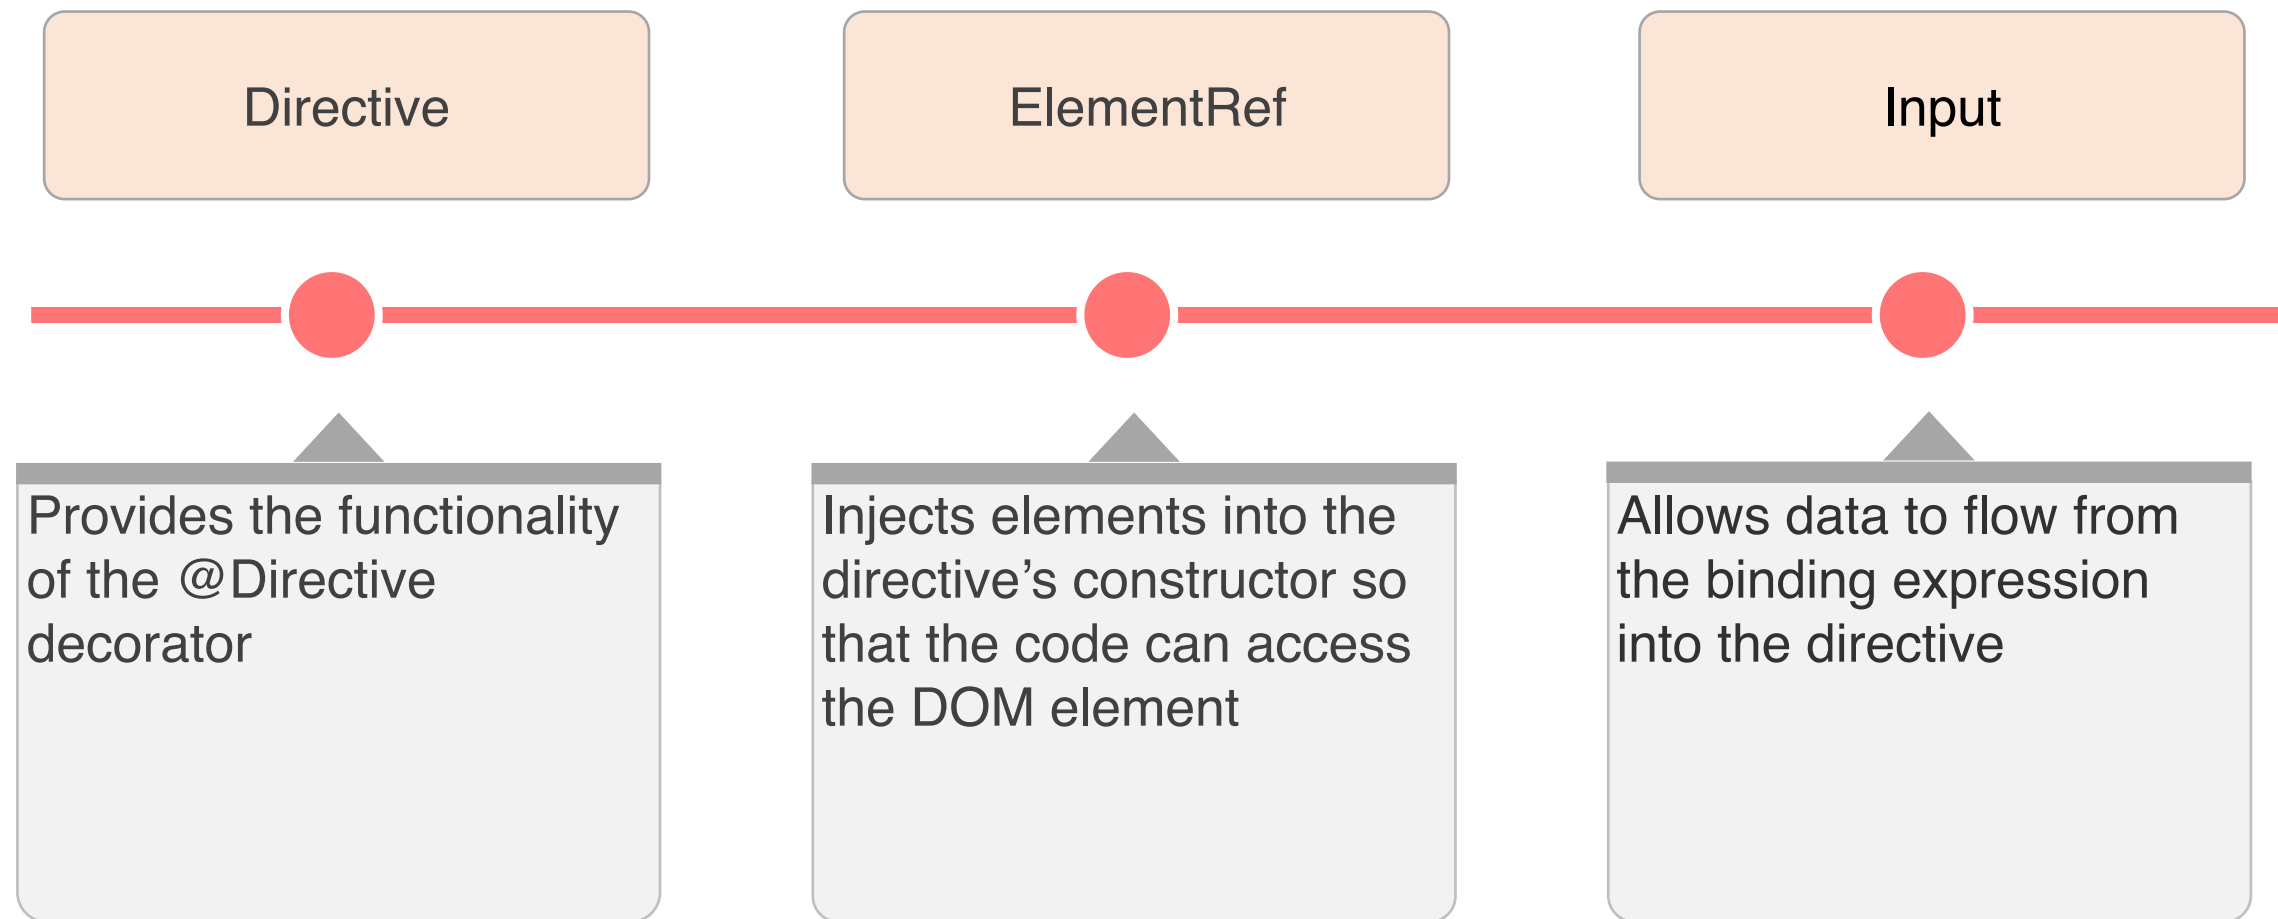 Directive
ElementRef
Input
Provides the functionality
of the @Directive
decorator
Injects elements into the
directive’s constructor so
that the code can access
the DOM element
Allows data to flow from
the binding expression
into the directive